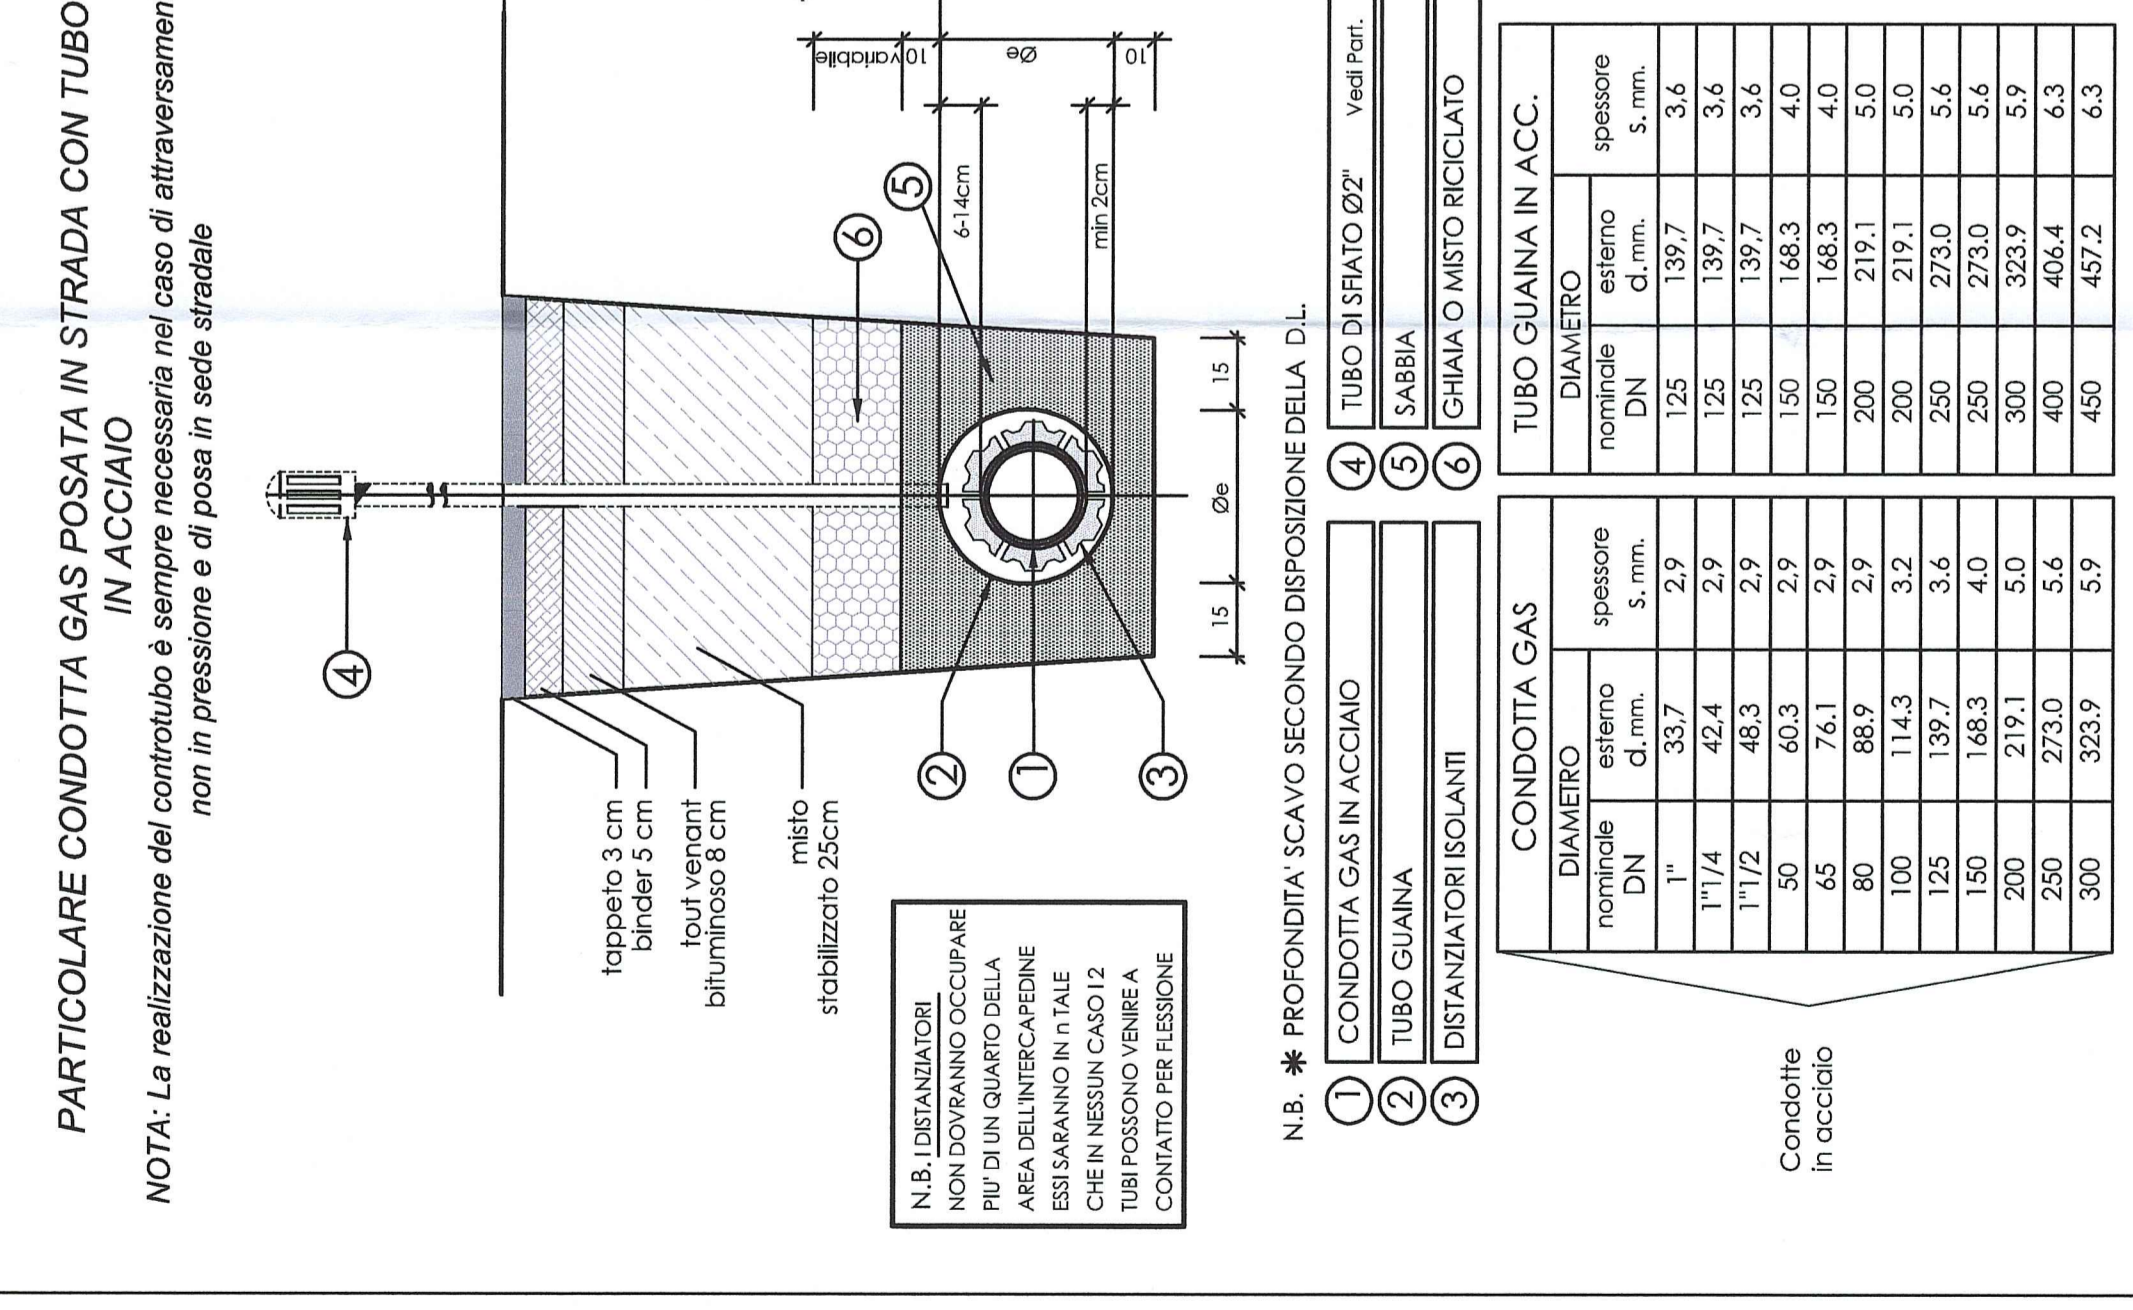 PARTICOLARE CONDOTTA GAS POSATA IN STRADA CON TUBO
IN ACCIAIO
NOTA: La realizzazione del controtubo è sempre necessaria nel caso di attraversamen
non in pressione e di posa in sede stradale
4
tappeto 3 cm
binder 5 cm
tout venant
bituminoso 8 cm
misto
stabilizzato 25cm
variabile
10
Øe
10
6
5
6-14cm
min 2cm
2
1
3
15
Øe
15
N.B. I DISTANZIATORI
NON DOVRANNO OCCUPARE
PIU' DI UN QUARTO DELLA
AREA DELL'INTERCAPEDINE
ESSI SARANNO IN n TALE
CHE IN NESSUN CASO I 2
TUBI POSSONO VENIRE A
CONTATTO PER FLESSIONE
N.B. * PROFONDITA' SCAVO SECONDO DISPOSIZIONE DELLA D.L.
1 CONDOTTA GAS IN ACCIAIO
2 TUBO GUAINA
3 DISTANZIATORI ISOLANTI
4 TUBO DI SFIATO Ø2" Vedi Part.
5 SABBIA
6 GHIAIA O MISTO RICICLATO
Condotte
in acciaio
CONDOTTA GAS
DIAMETRO
nominale DN esterno d.mm. spessore s. mm.
1" 33,7 2,9
1"1/4 42,4 2,9
1"1/2 48,3 2,9
50 60.3 2,9
65 76.1 2,9
80 88.9 2,9
100 114.3 3.2
125 139.7 3.6
150 168.3 4.0
200 219.1 5.0
250 273.0 5.6
300 323.9 5.9
TUBO GUAINA IN ACC.
DIAMETRO
nominale DN esterno d.mm. spessore s. mm.
125 139,7 3,6
125 139,7 3,6
125 139,7 3,6
150 168.3 4.0
150 168.3 4.0
200 219.1 5.0
200 219.1 5.0
250 273.0 5.6
250 273.0 5.6
300 323.9 5.9
400 406.4 6.3
450 457.2 6.3